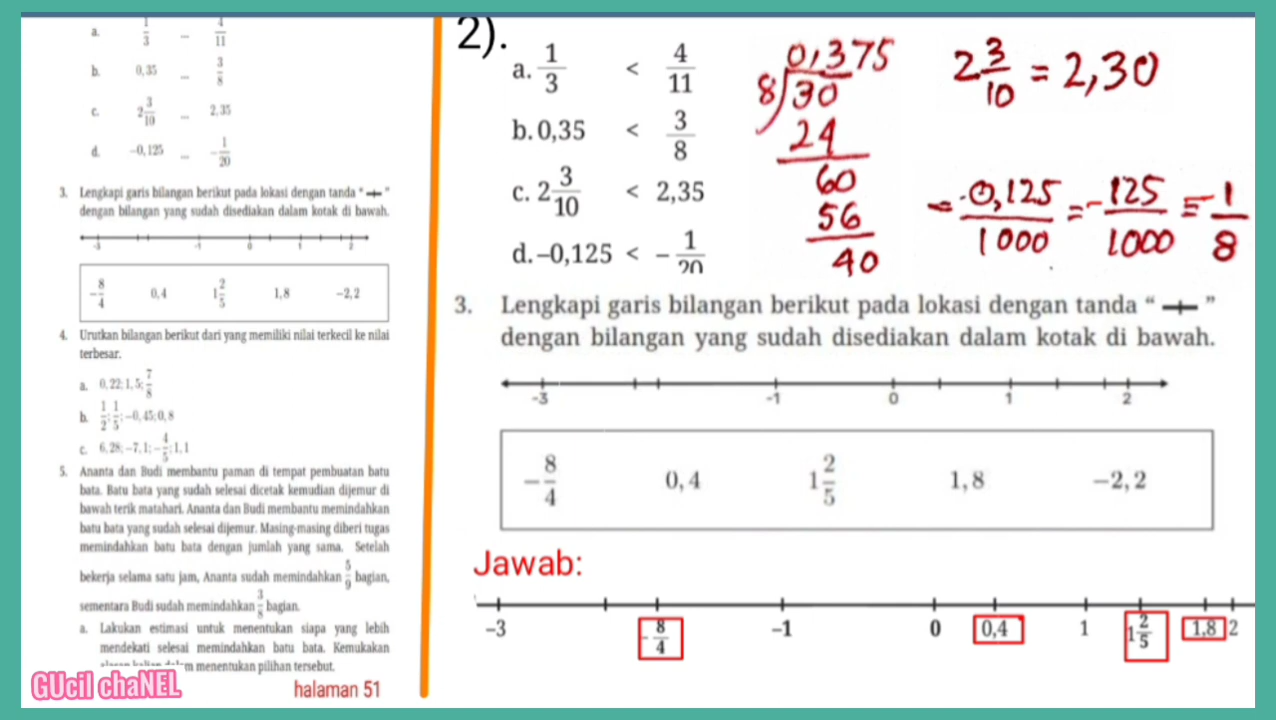 a. 1/3 ... 4/11
b. 0,35 ... 3/8
c. 2 3/10 ... 2,35
d. −0,125 ... −1/20
3. Lengkapi garis bilangan berikut pada lokasi dengan tanda “ + ”
dengan bilangan yang sudah disediakan dalam kotak di bawah.
-3 -1 0 1 2
−8/4 0,4 1 2/5 1,8 −2,2
4. Urutkan bilangan berikut dari yang memiliki nilai terkecil ke nilai
terbesar.
a. 0,22; 1,5; 7/8
b. 1/2; 1/5; −0,45; 0,8
c. 6,28; −7,1; −4/5; 1,1
5. Ananta dan Budi membantu paman di tempat pembuatan batu
bata. Batu bata yang sudah selesai dicetak kemudian dijemur di
bawah terik matahari. Ananta dan Budi membantu memindahkan
batu bata yang sudah selesai dijemur. Masing-masing diberi tugas
memindahkan batu bata dengan jumlah yang sama. Setelah
bekerja selama satu jam, Ananta sudah memindahkan 5/9 bagian,
sementara Budi sudah memindahkan 3/8 bagian.
a. Lakukan estimasi untuk menentukan siapa yang lebih
mendekati selesai memindahkan batu bata. Kemukakan
menentukan pilihan tersebut.
GUcil chaNEL
halaman 51
2).
a. 1/3 < 4/11
b. 0,35 < 3/8
c. 2 3/10 < 2,35
d. −0,125 < −1/20
0,375
8 30
24
60
56
40
2 3/10 = 2,30
= -0,125/1000 = -125/1000 = -1/8
3. Lengkapi garis bilangan berikut pada lokasi dengan tanda “ + ”
dengan bilangan yang sudah disediakan dalam kotak di bawah.
-3 -1 0 1 2
−8/4 0,4 1 2/5 1,8 −2,2
Jawab:
−3 -8/4 −1 0 0,4 1 1 2/5 1,8 2